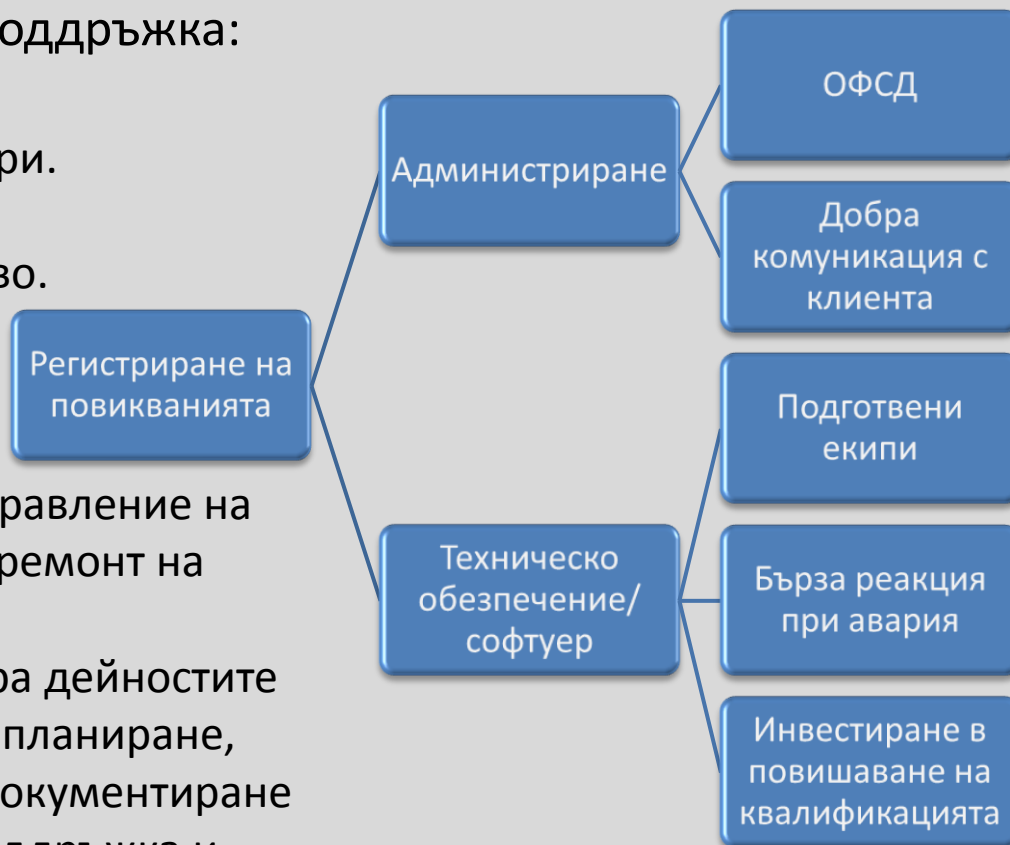 оддръжка:
ри.
во.
равление на
ремонт на
ра дейностите
планиране,
окументиране
Регистриране на
повикванията
Администриране
Техническо
обезпечение/
софтуер
ОФСД
Добра
комуникация с
клиента
Подготвени
екипи
Бърза реакция
при авария
Инвестиране в
повишаване на
квалификацията